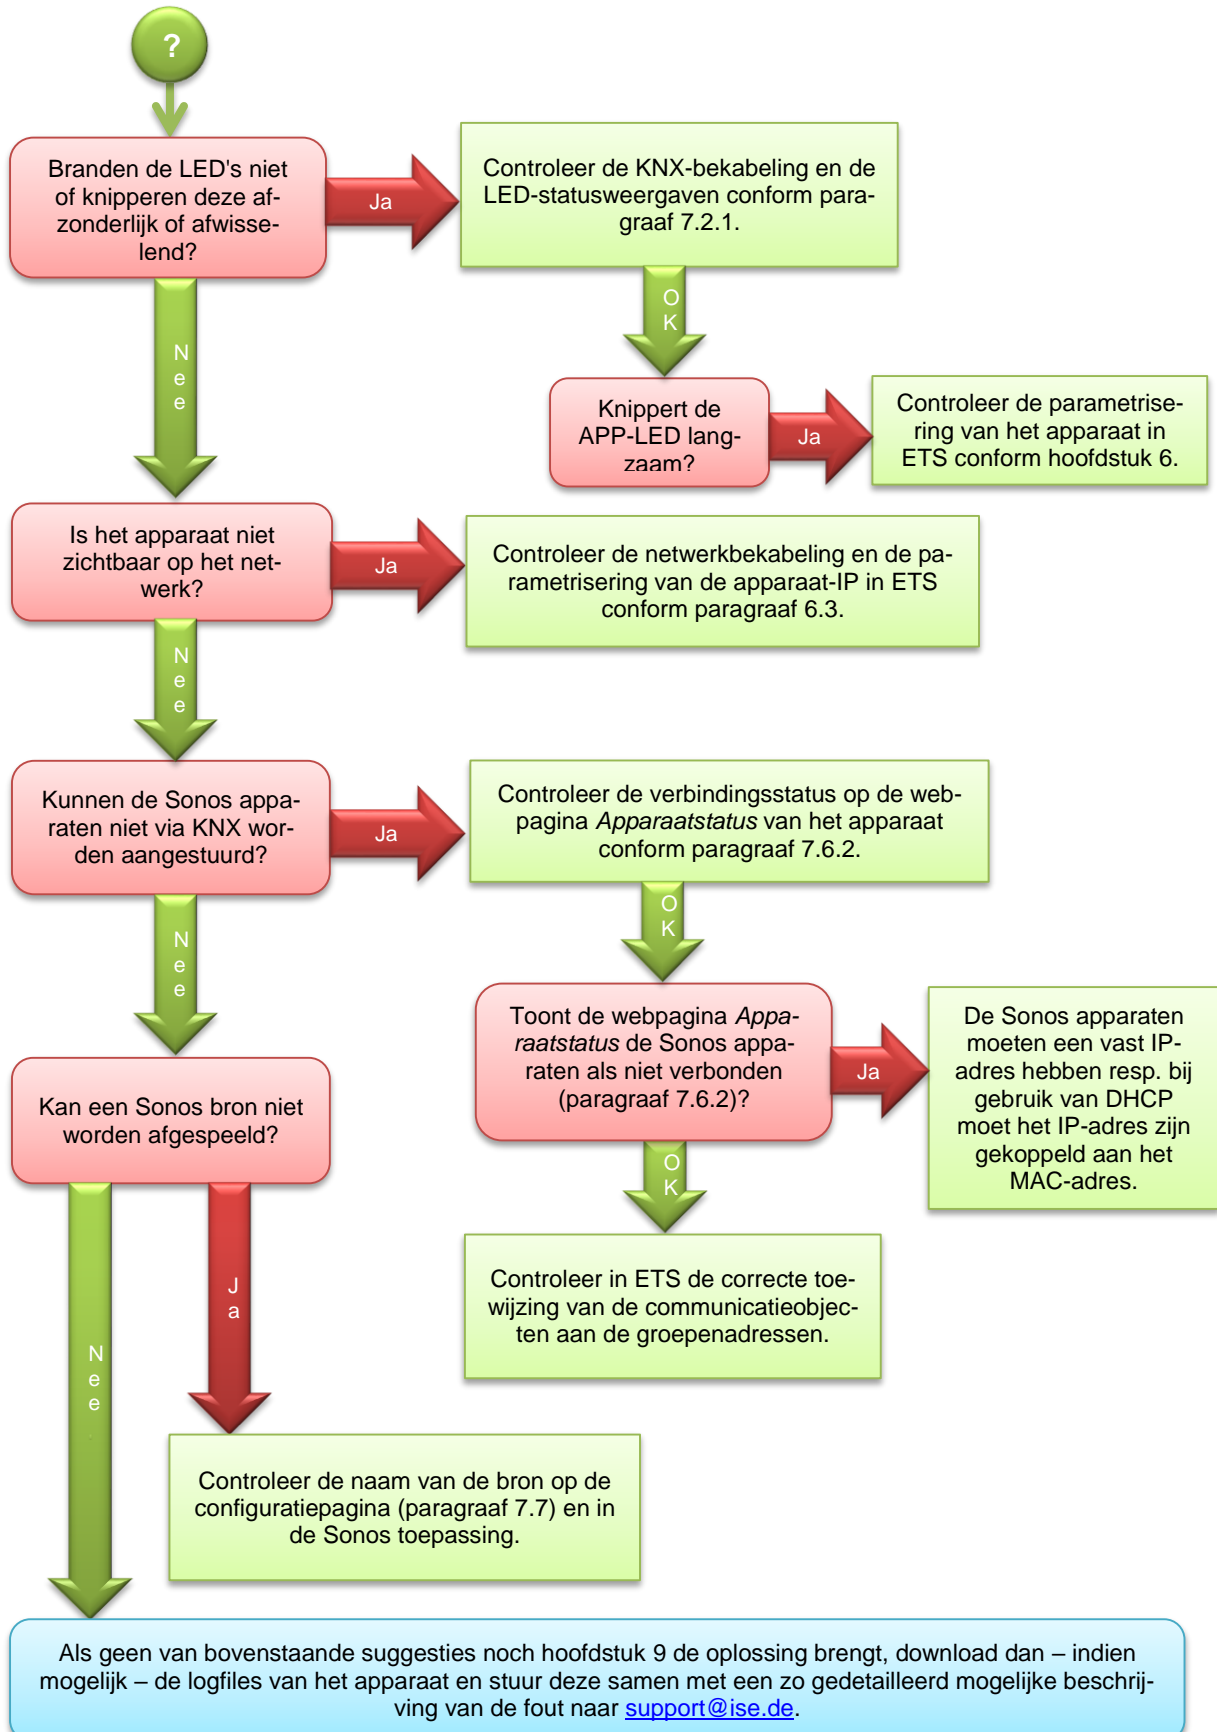 ?
Branden de LED's niet
of knipperen deze af-
zonderlijk of afwisse-
lend?
Ja
Controleer de KNX-bekabeling en de
LED-statusweergaven conform para-
graaf 7.2.1.
O
K
N
e
e
Knippert de
APP-LED lang-
zaam?
Ja
Controleer de parametrise-
ring van het apparaat in
ETS conform hoofdstuk 6.
Is het apparaat niet
zichtbaar op het net-
werk?
Ja
Controleer de netwerkbekabeling en de pa-
rametrisering van de apparaat-IP in ETS
conform paragraaf 6.3.
N
e
e
Kunnen de Sonos appa-
raten niet via KNX wor-
den aangestuurd?
Ja
Controleer de verbindingsstatus op de web-
pagina Apparaatstatus van het apparaat
conform paragraaf 7.6.2.
O
K
N
e
e
Toont de webpagina Appa-
raatstatus de Sonos appa-
raten als niet verbonden
(paragraaf 7.6.2)?
Ja
De Sonos apparaten
moeten een vast IP-
adres hebben resp. bij
gebruik van DHCP
moet het IP-adres zijn
gekoppeld aan het
MAC-adres.
Kan een Sonos bron niet
worden afgespeeld?
O
K
Controleer in ETS de correcte toe-
wijzing van de communicatieobjec-
ten aan de groepenadressen.
J
a
N
e
e
.
Controleer de naam van de bron op de
configuratiepagina (paragraaf 7.7) en in
de Sonos toepassing.
Als geen van bovenstaande suggesties noch hoofdstuk 9 de oplossing brengt, download dan – indien
mogelijk – de logfiles van het apparaat en stuur deze samen met een zo gedetailleerd mogelijke beschrij-
ving van de fout naar support@ise.de.